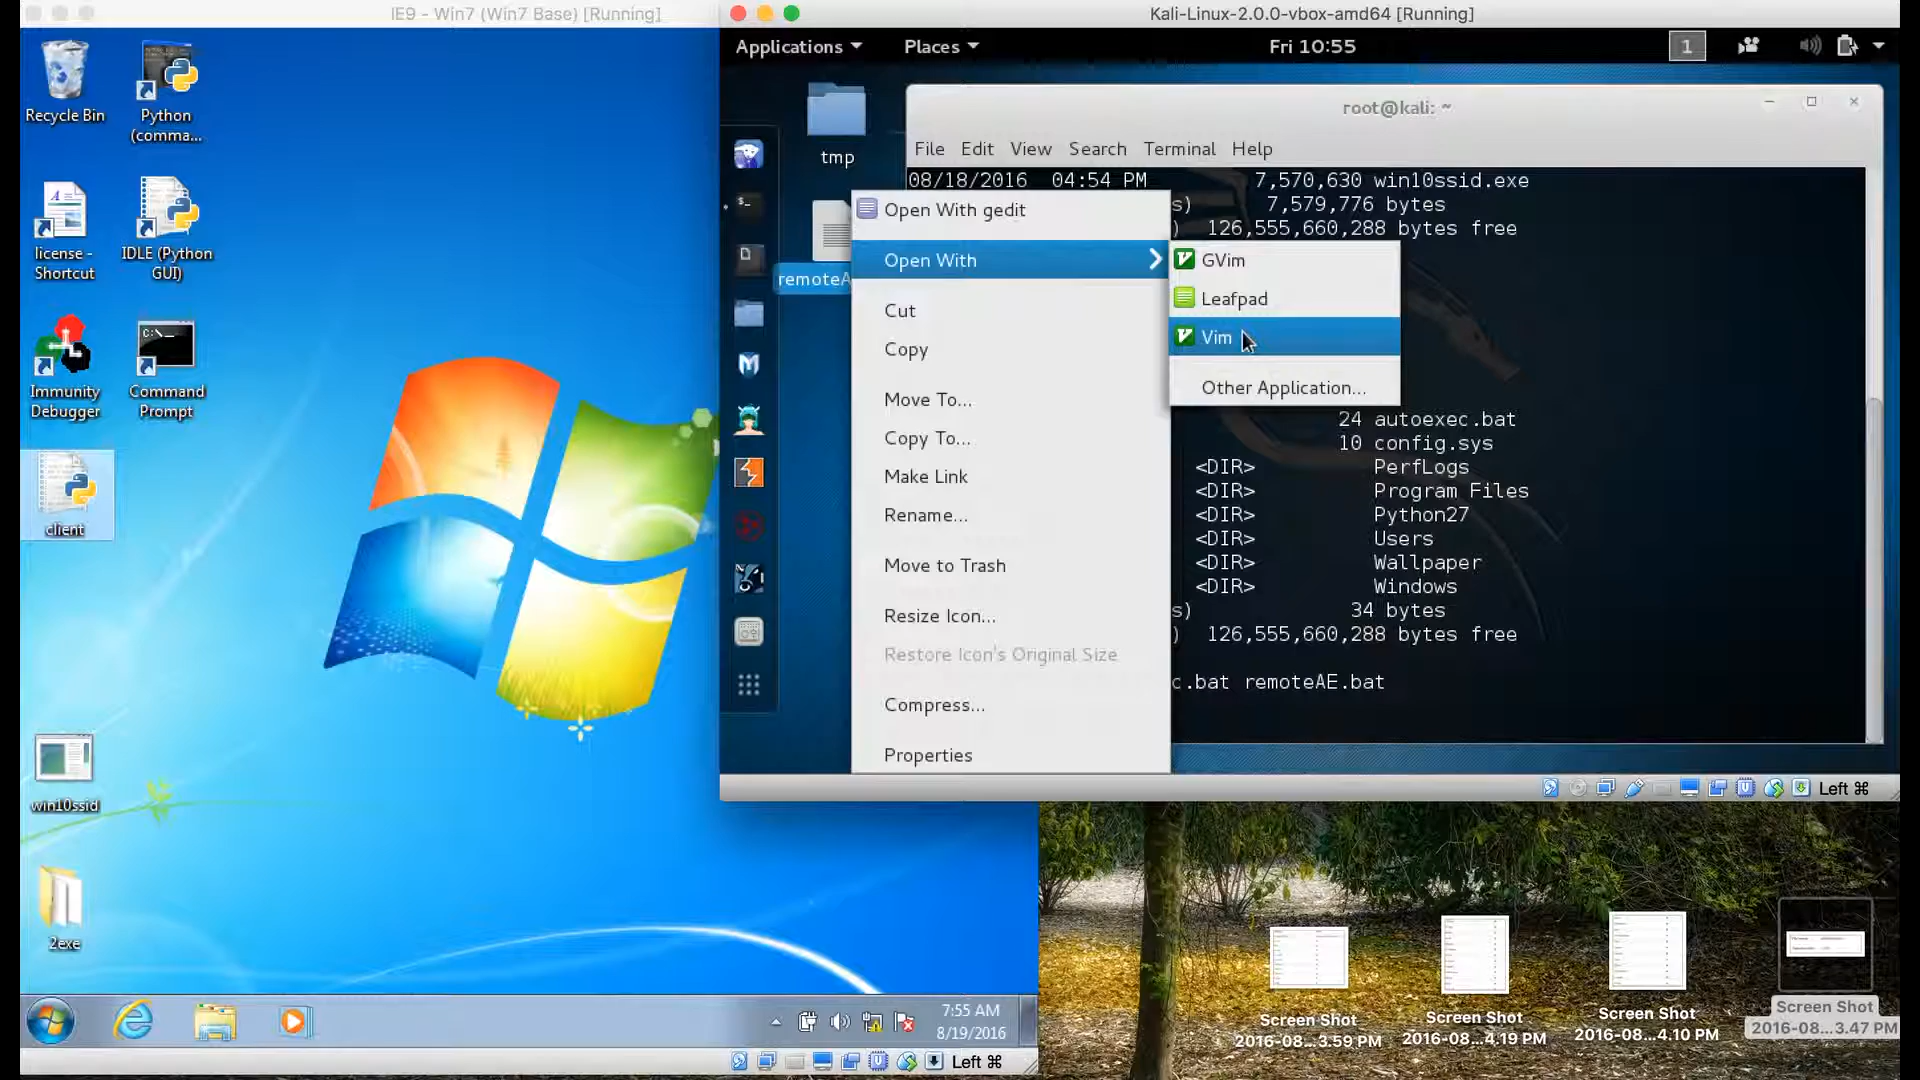 IE9 - Win7 (Win7 Base) [Running]
Recycle Bin
Python
(comma...
license -
Shortcut
IDLE (Python
GUI)
Immunity
Debugger
Command
Prompt
client
win10ssid
2exe
7:55 AM
8/19/2016
Left ⌘
Kali-Linux-2.0.0-vbox-amd64 [Running]
Applications
Places
Fri 10:55
1
tmp
remoteA
root@kali: ~
File Edit View Search Terminal Help
08/18/2016 04:54 PM 7,570,630 win10ssid.exe
s) 7,579,776 bytes
) 126,555,660,288 bytes free
24 autoexec.bat
10 config.sys
<DIR> PerfLogs
<DIR> Program Files
<DIR> Python27
<DIR> Users
<DIR> Wallpaper
<DIR> Windows
s) 34 bytes
) 126,555,660,288 bytes free
c.bat remoteAE.bat
Open With gedit
Open With
Cut
Copy
Move To...
Copy To...
Make Link
Rename...
Move to Trash
Resize Icon...
Restore Icon's Original Size
Compress...
Properties
GVim
Leafpad
Vim
Other Application...
Left ⌘
Screen Shot
2016-08...3.59 PM
Screen Shot
2016-08...4.19 PM
Screen Shot
2016-08...4.10 PM
Screen Shot
2016-08...3.47 PM